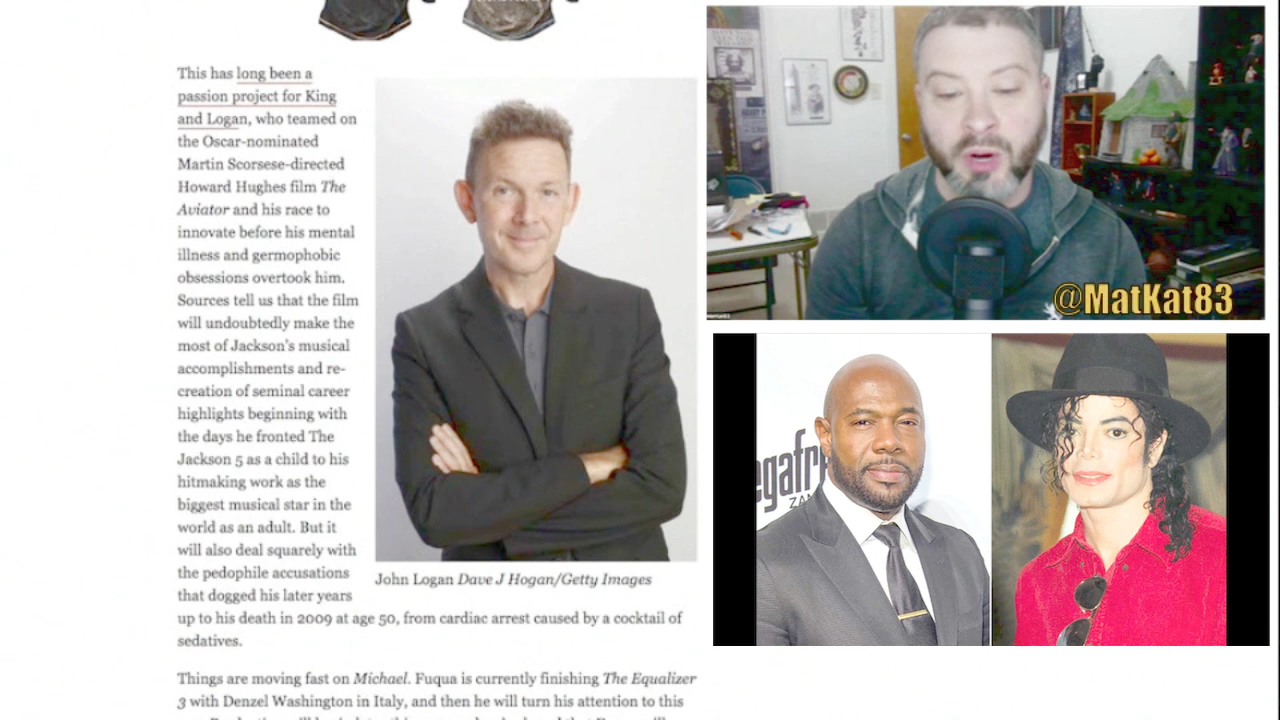 This has long been a
passion project for King
and Logan, who teamed on
the Oscar-nominated
Martin Scorsese-directed
Howard Hughes film The
Aviator and his race to
innovate before his mental
illness and germophobic
obsessions overtook him.
Sources tell us that the film
will undoubtedly make the
most of Jackson's musical
accomplishments and re-
creation of seminal career
highlights beginning with
the days he fronted The
Jackson 5 as a child to his
hitmaking work as the
biggest musical star in the
world as an adult. But it
will also deal squarely with
the pedophile accusations
that dogged his later years
up to his death in 2009 at age 50, from cardiac arrest caused by a cocktail of
sedatives.
John Logan Dave J Hogan/Getty Images
Things are moving fast on Michael. Fuqua is currently finishing The Equalizer
3 with Denzel Washington in Italy, and then he will turn his attention to this
@MatKat83
egafr
ZAN